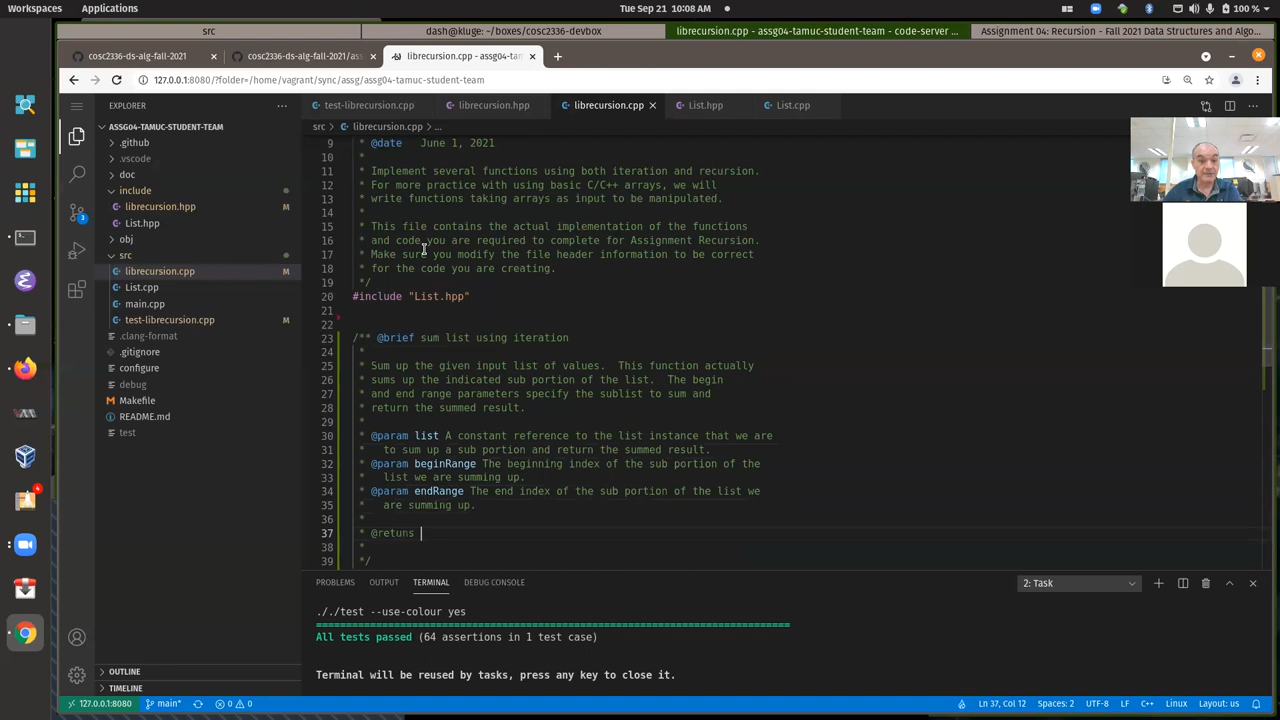 Workspaces Applications Tue Sep 21 10:08 AM 100 %
src dash@kluge: ~/boxes/cosc2336-devbox librecursion.cpp - assg04-tamuc-student-team - code-server ... Assignment 04: Recursion - Fall 2021 Data Structures and Algo...
cosc2336-ds-alg-fall-2021 cosc2336-ds-alg-fall-2021/as librecursion.cpp - assg04-ta
127.0.0.1:8080/?folder=/home/vagrant/sync/assg/assg04-tamuc-student-team
EXPLORER ... test-librecursion.cpp librecursion.hpp librecursion.cpp List.hpp List.cpp
ASSG04-TAMUC-STUDENT-TEAM
src > librecursion.cpp > ...
.github
.vscode
doc
include
librecursion.hpp M
List.hpp
obj
src
librecursion.cpp M
List.cpp
main.cpp
test-librecursion.cpp M
.clang-format
.gitignore
configure
debug
Makefile
README.md
test
OUTLINE
TIMELINE
3
4
9 * @date June 1, 2021
10 *
11 * Implement several functions using both iteration and recursion.
12 * For more practice with using basic C/C++ arrays, we will
13 * write functions taking arrays as input to be manipulated.
14 *
15 * This file contains the actual implementation of the functions
16 * and code you are required to complete for Assignment Recursion.
17 * Make sure you modify the file header information to be correct
18 * for the code you are creating.
19 */
20 #include "List.hpp"
21
22
23 /** @brief sum list using iteration
24 *
25 * Sum up the given input list of values. This function actually
26 * sums up the indicated sub portion of the list. The begin
27 * and end range parameters specify the sublist to sum and
28 * return the summed result.
29 *
30 * @param list A constant reference to the list instance that we are
31 * to sum up a sub portion and return the summed result.
32 * @param beginRange The beginning index of the sub portion of the
33 * list we are summing up.
34 * @param endRange The end index of the sub portion of the list we
35 * are summing up.
36 *
37 * @retuns
38 *
39 */
PROBLEMS OUTPUT TERMINAL DEBUG CONSOLE 2: Task
././test --use-colour yes
===============================================================================
All tests passed (64 assertions in 1 test case)
Terminal will be reused by tasks, press any key to close it.
127.0.0.1:8080 main* 0 0 Ln 37, Col 12 Spaces: 2 UTF-8 LF C++ Linux Layout: us